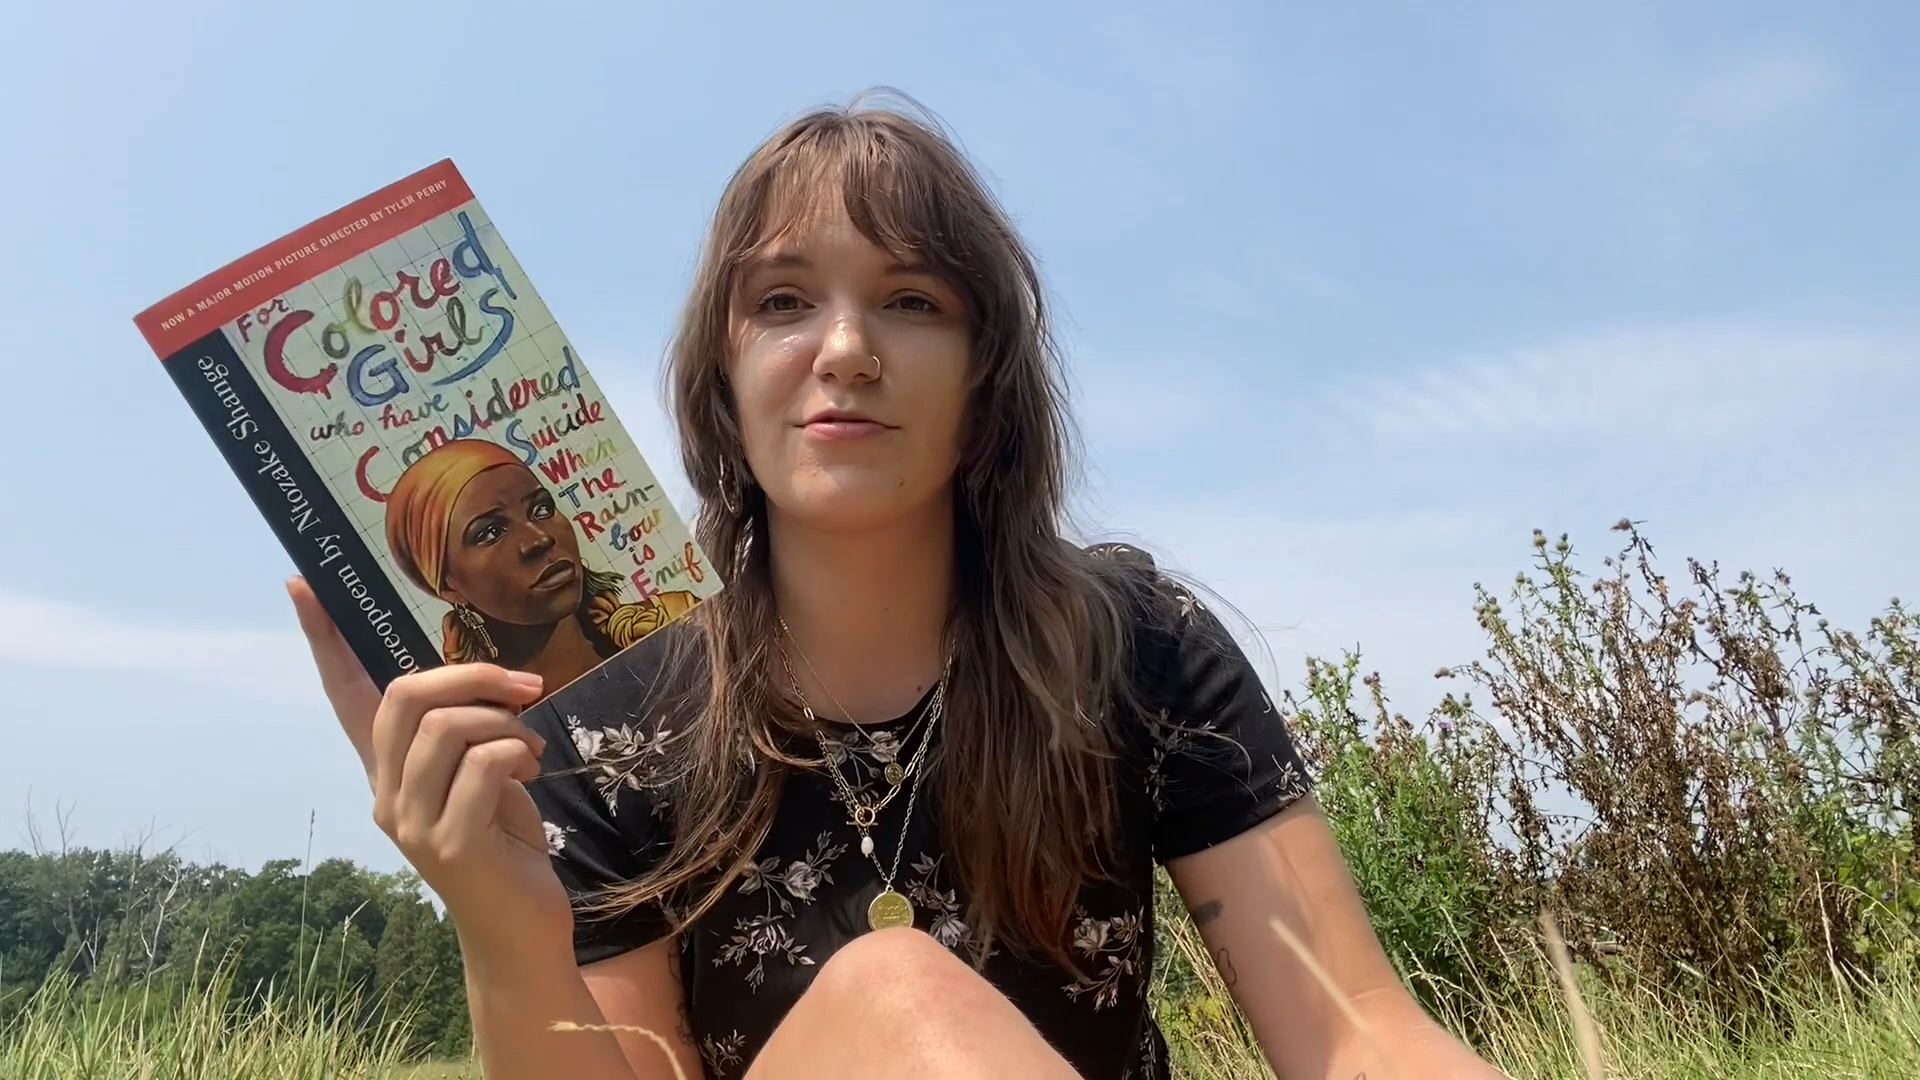 NOW A MAJOR MOTION PICTURE DIRECTED BY TYLER PERRY
For
Colored
Girls
who have
Considered
Suicide
When
The
Rain-
bow
is
Enuf
oreopoem by Ntozake Shange